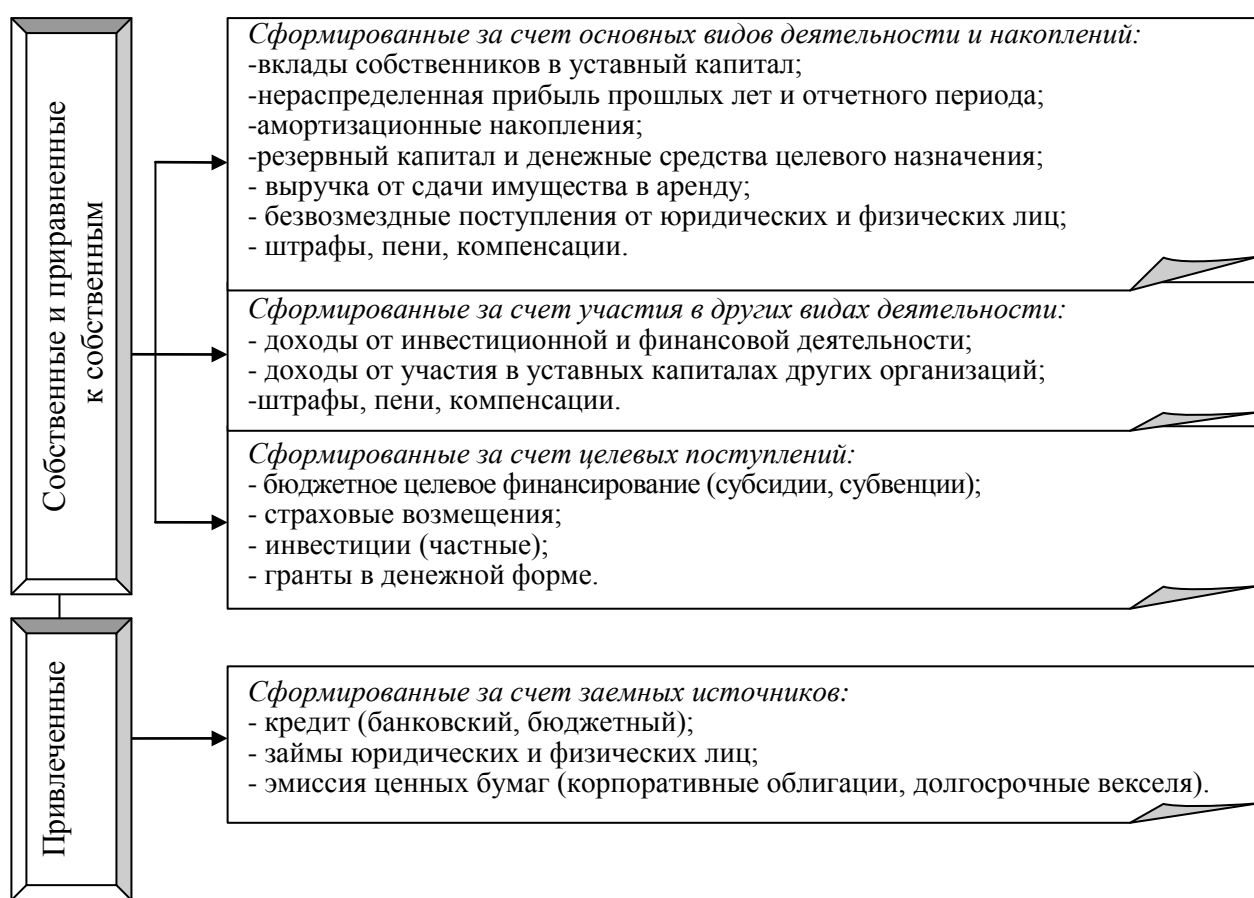 Собственные и приравненные
к собственным
Сформированные за счет основных видов деятельности и накоплений:
-вклады собственников в уставный капитал;
-нераспределенная прибыль прошлых лет и отчетного периода;
-амортизационные накопления;
-резервный капитал и денежные средства целевого назначения;
- выручка от сдачи имущества в аренду;
- безвозмездные поступления от юридических и физических лиц;
- штрафы, пени, компенсации.
Сформированные за счет участия в других видах деятельности:
- доходы от инвестиционной и финансовой деятельности;
- доходы от участия в уставных капиталах других организаций;
-штрафы, пени, компенсации.
Сформированные за счет целевых поступлений:
- бюджетное целевое финансирование (субсидии, субвенции);
- страховые возмещения;
- инвестиции (частные);
- гранты в денежной форме.
Привлеченные
Сформированные за счет заемных источников:
- кредит (банковский, бюджетный);
- займы юридических и физических лиц;
- эмиссия ценных бумаг (корпоративные облигации, долгосрочные векселя).